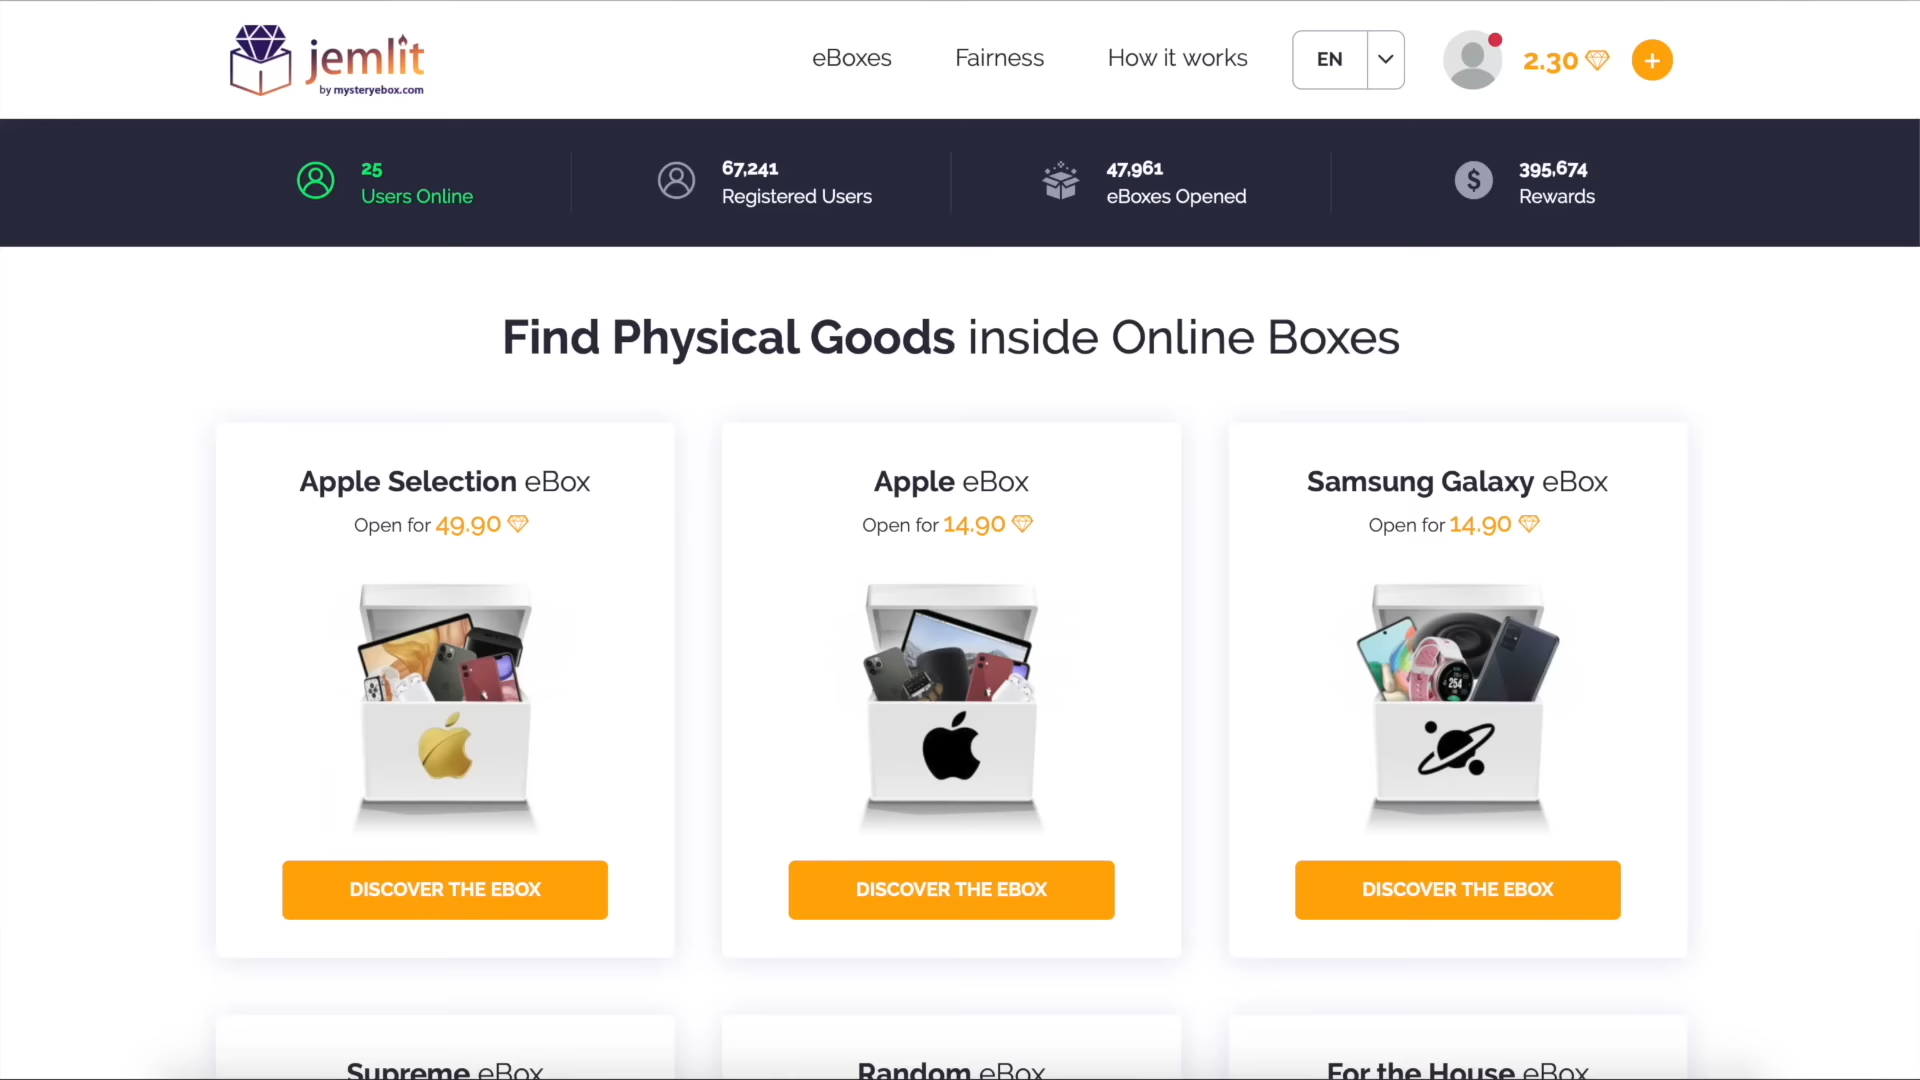 jemlit
by mysteryebox.com
eBoxes
Fairness
How it works
EN
2.30
25
Users Online
67,241
Registered Users
47,961
eBoxes Opened
395,674
Rewards
Find Physical Goods inside Online Boxes
Apple Selection eBox
Open for 49.90
DISCOVER THE EBOX
Apple eBox
Open for 14.90
DISCOVER THE EBOX
Samsung Galaxy eBox
Open for 14.90
254
DISCOVER THE EBOX
Supreme eBox
Random eBox
For the House eBox